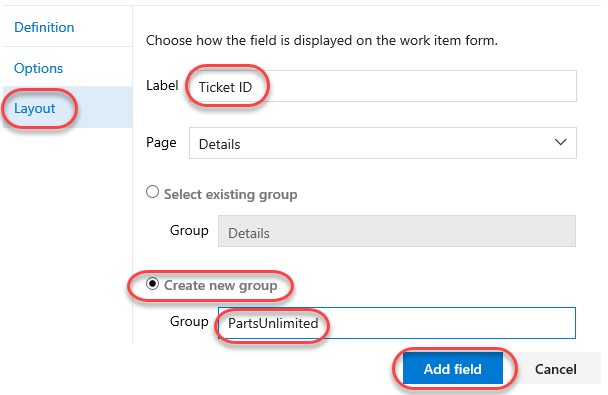 Definition
Options
Layout
Choose how the field is displayed on the work item form.
Label Ticket ID
Page Details
Select existing group
Group Details
Create new group
Group PartsUnlimited
Add field Cancel